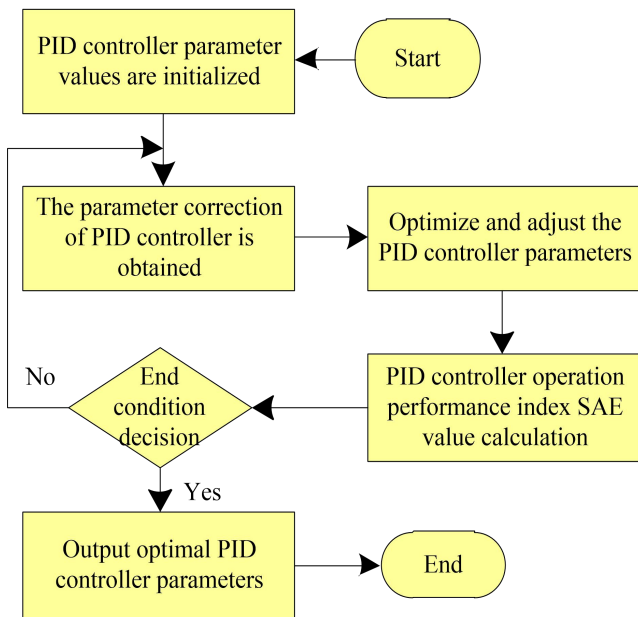 Start
PID controller parameter
values are initialized
The parameter correction
of PID controller is
obtained
Optimize and adjust the
PID controller parameters
PID controller operation
performance index SAE
value calculation
End
condition
decision
No
Yes
Output optimal PID
controller parameters
End